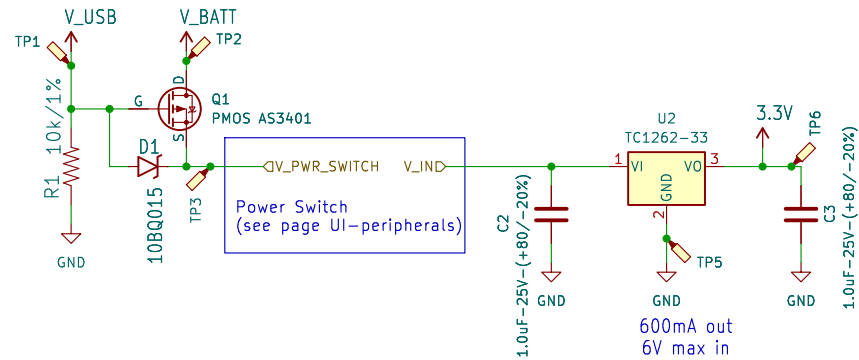 V_USB
V_BATT
TP1
TP2
D
G
Q1
PMOS AS3401
S
10k/1%
R1
D1
10BQ015
TP3
GND
V_PWR_SWITCH
V_IN
Power Switch
(see page UI-peripherals)
C2
1.0uF-25V-(+80/-20%)
GND
U2
TC1262-33
1
VI
VO
3
GND
2
TP5
GND
600mA out
6V max in
3.3V
TP6
C3
1.0uF-25V-(+80/-20%)
GND